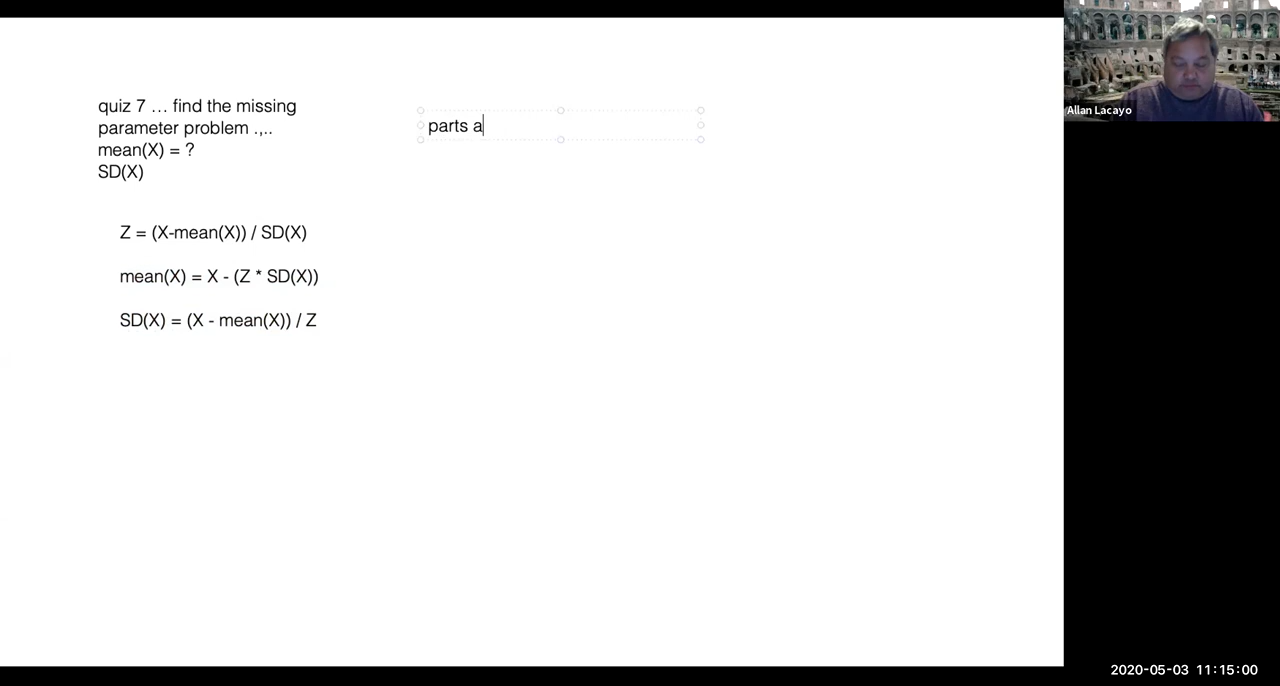 quiz 7 … find the missing
parameter problem .,..
mean(X) = ?
SD(X)
Z = (X-mean(X)) / SD(X)
mean(X) = X - (Z * SD(X))
SD(X) = (X - mean(X)) / Z
parts a
Allan Lacayo
2020-05-03 11:15:00